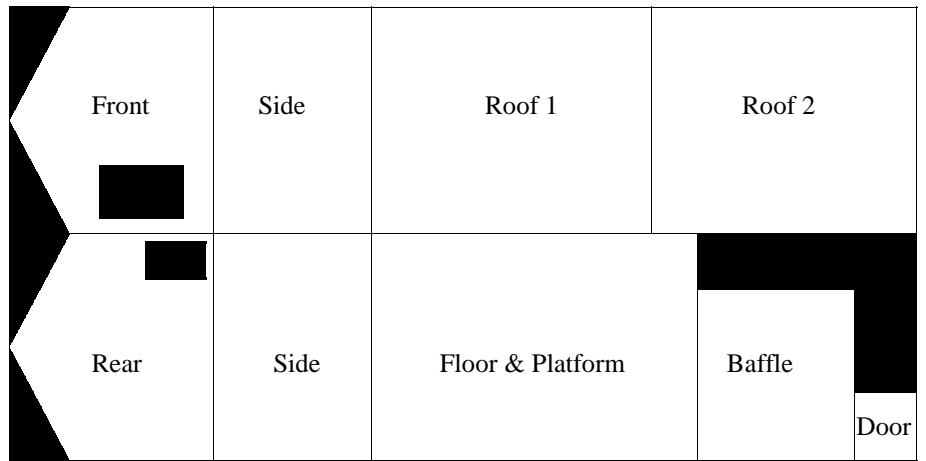 Front
Side
Roof 1
Roof 2
Rear
Side
Floor & Platform
Baffle
Door